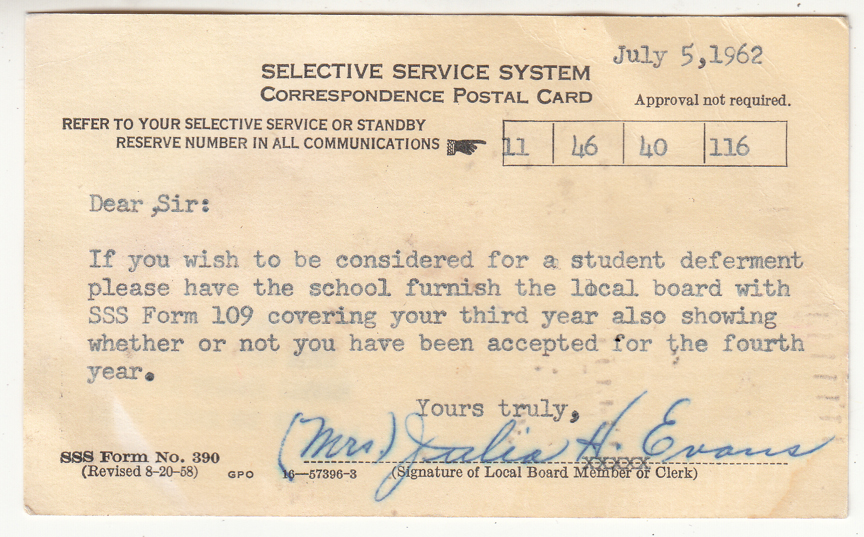 July 5,1962
SELECTIVE SERVICE SYSTEM
CORRESPONDENCE POSTAL CARD
Approval not required.
REFER TO YOUR SELECTIVE SERVICE OR STANDBY
RESERVE NUMBER IN ALL COMMUNICATIONS
11 46 40 116
Dear ,Sir:
If you wish to be considered for a student deferment
please have the school furnish the local board with
SSS Form 109 covering your third year also showing
whether or not you have been accepted for the fourth
year.
Yours truly,
(Mrs) Julia H. Evans
SSS Form No. 390
(Revised 8-20-58) GPO 16—57396-3 (Signature of Local Board Member or Clerk)